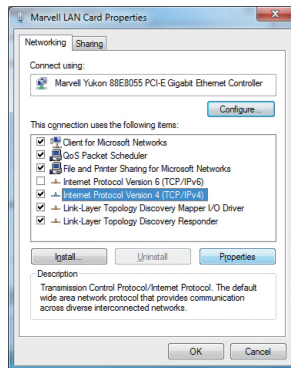 Marvell LAN Card Properties
Networking Sharing
Connect using:
Marvell Yukon 88E8055 PCI-E Gigabit Ethernet Controller
Configure...
This connection uses the following items:
Client for Microsoft Networks
QoS Packet Scheduler
File and Printer Sharing for Microsoft Networks
Internet Protocol Version 6 (TCP/IPv6)
Internet Protocol Version 4 (TCP/IPv4)
Link-Layer Topology Discovery Mapper I/O Driver
Link-Layer Topology Discovery Responder
Install... Uninstall Properties
Description
Transmission Control Protocol/Internet Protocol. The default
wide area network protocol that provides communication
across diverse interconnected networks.
OK Cancel